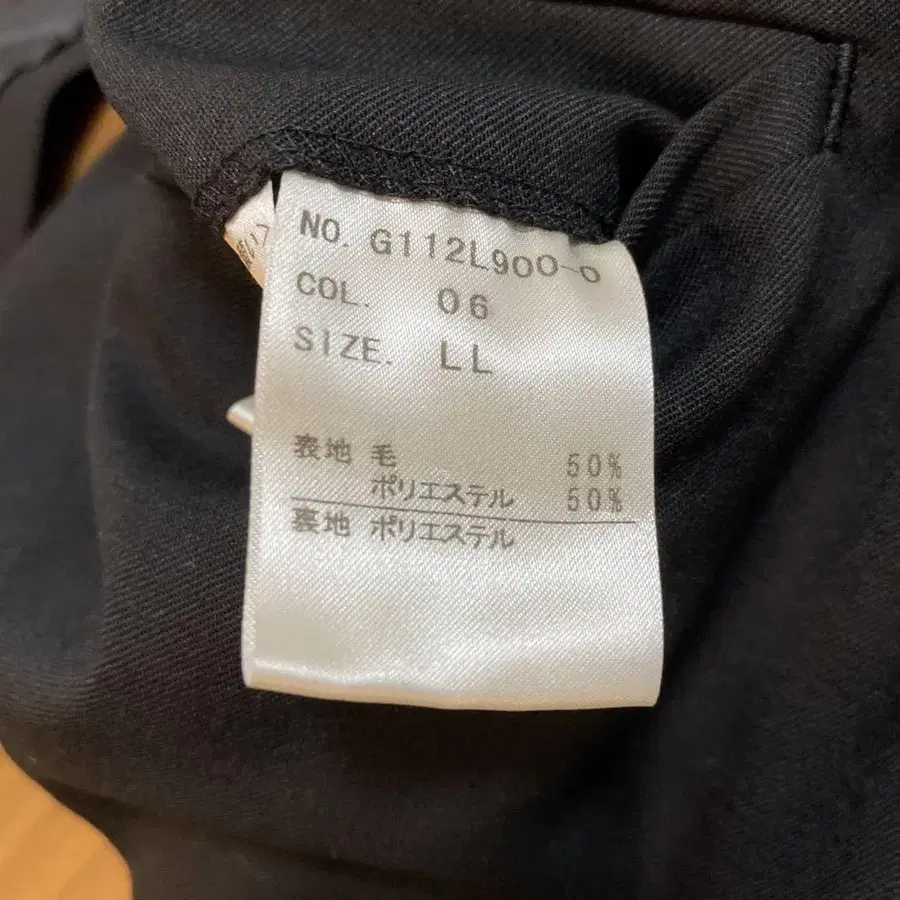 NO. G112L900-0
COL. 06
SIZE. LL
表地 毛 50%
ポリエステル 50%
裏地 ポリエステル